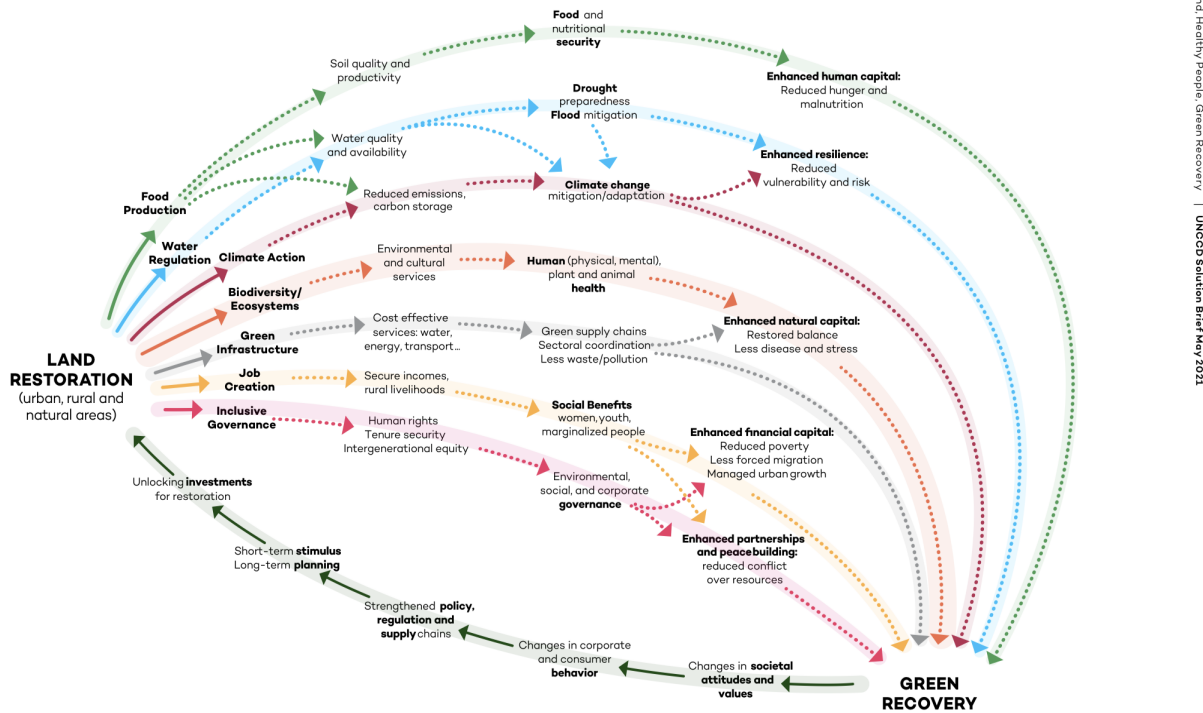 Food and
nutritional
security
Soil quality and
productivity
Enhanced human capital:
Reduced hunger and
malnutrition
Drought
preparedness
Flood mitigation
Water quality
and availability
Enhanced resilience:
Reduced
vulnerability and risk
Food
Production
Reduced emissions,
carbon storage
Climate change
mitigation/adaptation
Water
Regulation
Climate Action
Environmental
and cultural
services
Human (physical, mental),
plant and animal
health
Biodiversity/
Ecosystems
Green
Infrastructure
Cost effective
services: water,
energy, transport...
Green supply chains
Sectoral coordination
Less waste/pollution
Enhanced natural capital:
Restored balance
Less disease and stress
LAND
RESTORATION
(urban, rural and
natural areas)
Job
Creation
Secure incomes,
rural livelihoods
Social Benefits
women, youth,
marginalized people
Inclusive
Governance
Human rights
Tenure security
Intergenerational equity
Enhanced financial capital:
Reduced poverty
Less forced migration
Managed urban growth
Environmental,
social, and corporate
governance
Enhanced partnerships
and peacebuilding:
reduced conflict
over resources
Unlocking investments
for restoration
Short-term stimulus
Long-term planning
Strengthened policy,
regulation and
supply chains
Changes in corporate
and consumer
behavior
Changes in societal
attitudes and
values
GREEN
RECOVERY
Healthy People, Green Recovery | UNCCD Solution Brief May 2021